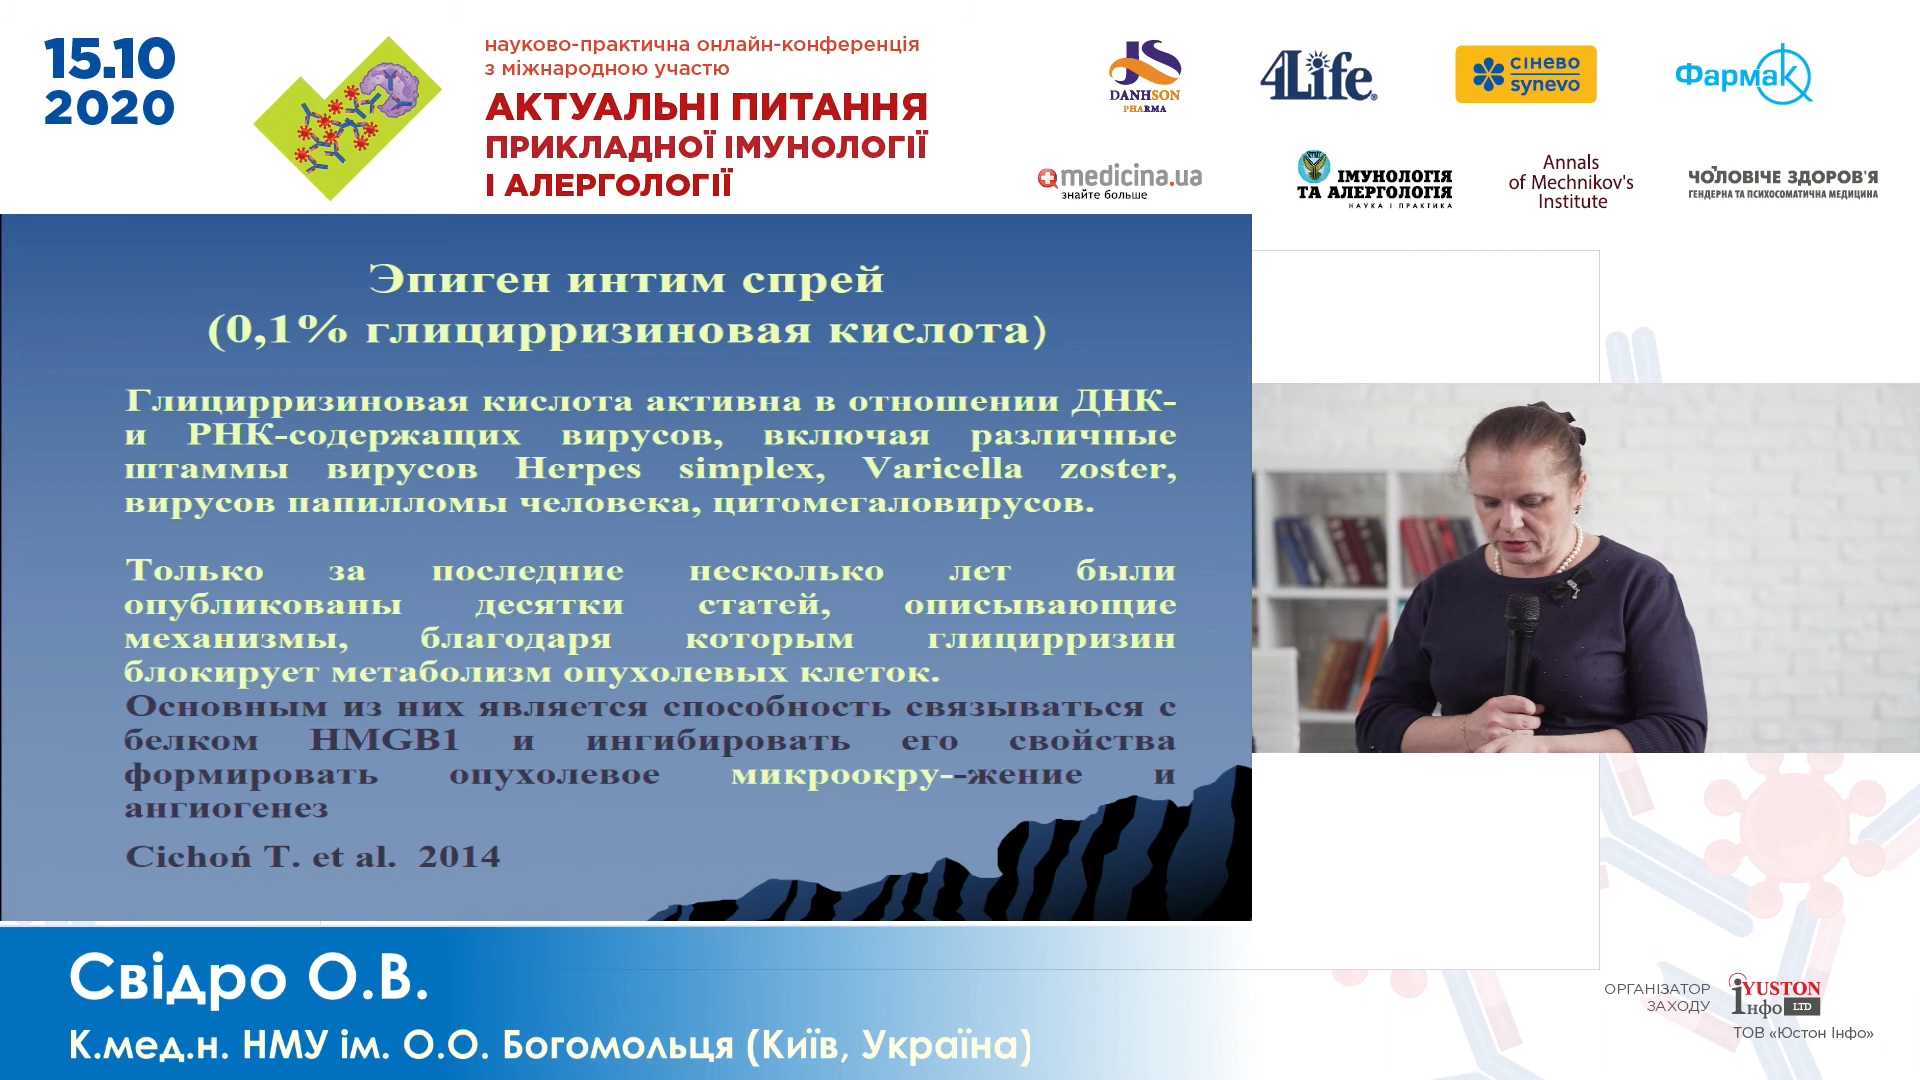 15.10
2020
науково-практична онлайн-конференція
з міжнародною участю
АКТУАЛЬНІ ПИТАННЯ
ПРИКЛАДНОЇ ІМУНОЛОГІЇ
І АЛЕРГОЛОГІЇ
DANHSON
PHARMA
4Life®
сінево
synevo
Фармак
medicina.ua
знайте больше
ІМУНОЛОГІЯ
ТА АЛЕРГОЛОГІЯ
НАУКА І ПРАКТИКА
Annals
of Mechnikov's
Institute
ЧОЛОВІЧЕ ЗДОРОВ'Я
ГЕНДЕРНА ТА ПСИХОСОМАТИЧНА МЕДИЦИНА
Эпиген интим спрей
(0,1% глицирризиновая кислота)
Глицирризиновая кислота активна в отношении ДНК-
и РНК-содержащих вирусов, включая различные
штаммы вирусов Herpes simplex, Varicella zoster,
вирусов папилломы человека, цитомегаловирусов.
Только за последние несколько лет были
опубликованы десятки статей, описывающие
механизмы, благодаря которым глицирризин
блокирует метаболизм опухолевых клеток.
Основным из них является способность связываться с
белком HMGB1 и ингибировать его свойства
формировать опухолевое микроокру--жение и
ангиогенез
Cichoń T. et al. 2014
Свідро О.В.
К.мед.н. НМУ ім. О.О. Богомольця (Київ, Україна)
ОРГАНІЗАТОР
ЗАХОДУ
YUSTON
Інфо LTD
ТОВ «Юстон Інфо»